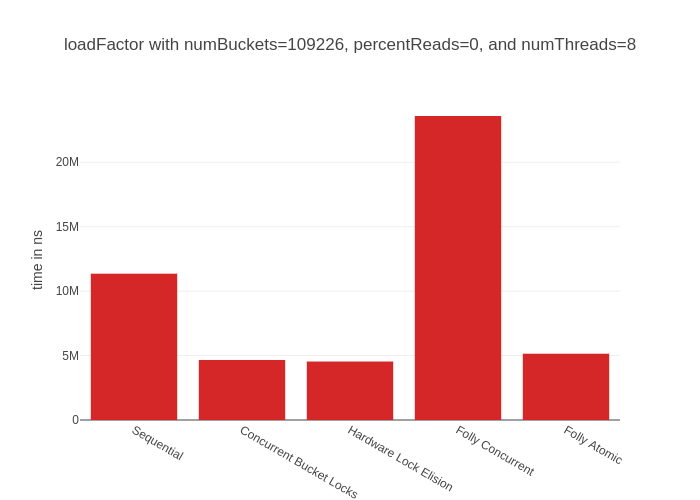 loadFactor with numBuckets=109226, percentReads=0, and numThreads=8
time in ns
20M
15M
10M
5M
0
Sequential
Concurrent Bucket Locks
Hardware Lock Elision
Folly Concurrent
Folly Atomic